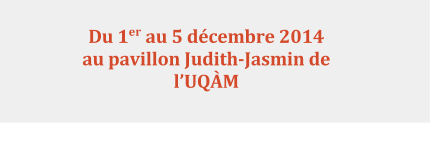 Du 1er au 5 décembre 2014
au pavillon Judith-Jasmin de
l’UQÀM